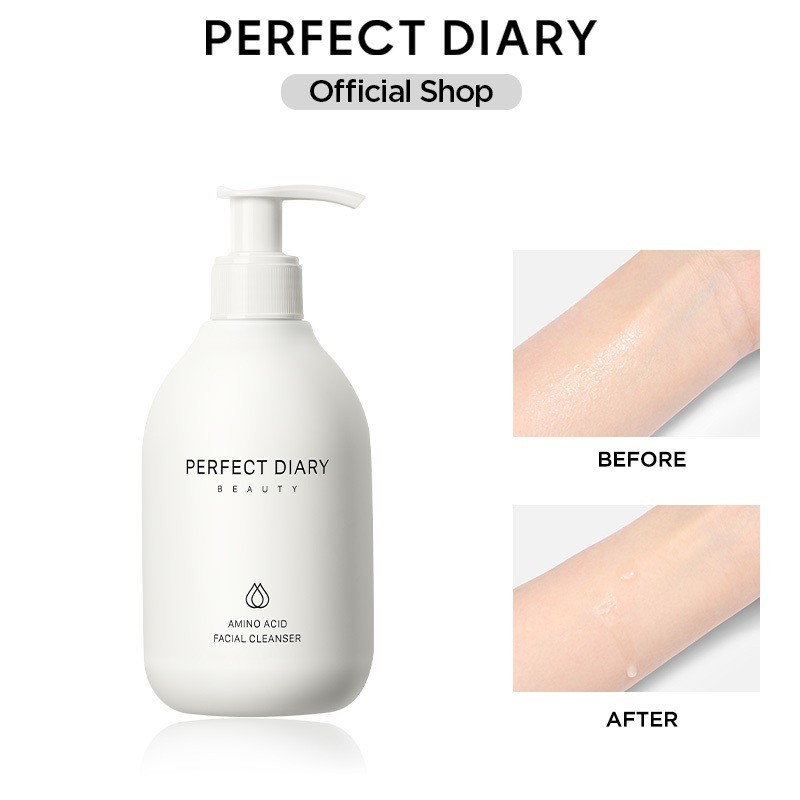 PERFECT DIARY
Official Shop
PERFECT DIARY
BEAUTY
AMINO ACID
FACIAL CLEANSER
BEFORE
AFTER